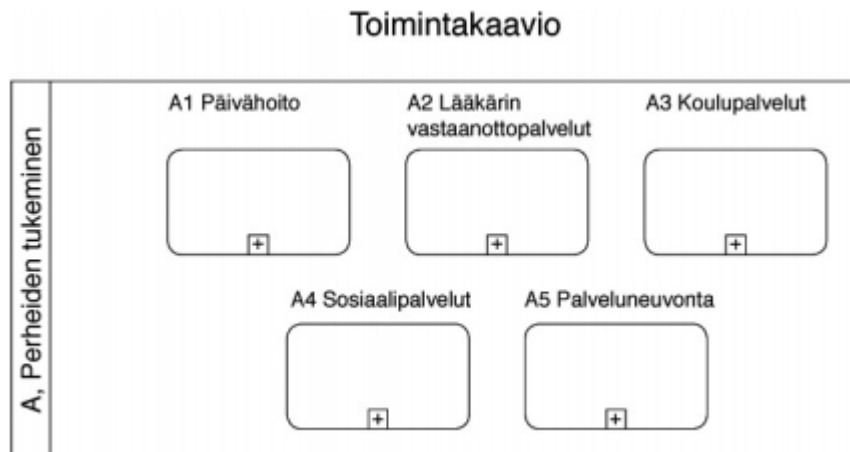 Toimintakaavio
A, Perheiden tukeminen
A1 Päivähoito
A2 Lääkärin
vastaanottopalvelut
A3 Koulupalvelut
+
+
+
A4 Sosiaalipalvelut
A5 Palveluneuvonta
+
+